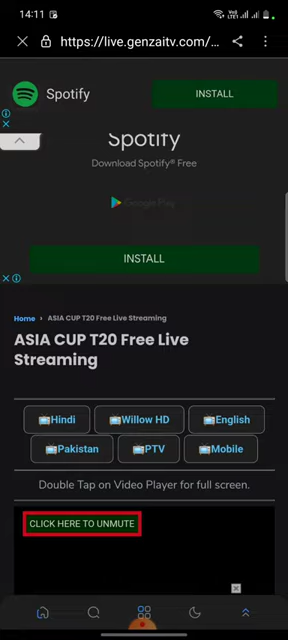 14:11
Vo)
LTE1
https://live.genzaitv.com/...
Spotify
INSTALL
Spotify
Download Spotify® Free
Google Play
INSTALL
Home › ASIA CUP T20 Free Live Streaming
ASIA CUP T20 Free Live
Streaming
Hindi
Willow HD
English
Pakistan
PTV
Mobile
Double Tap on Video Player for full screen.
CLICK HERE TO UNMUTE